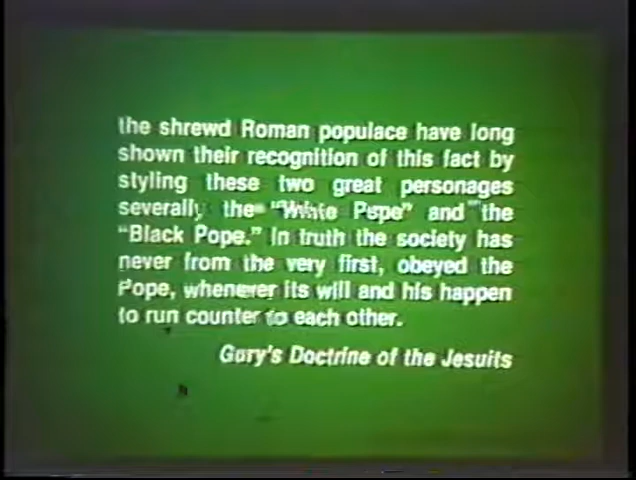 the shrewd Roman populace have long
shown their recognition of this fact by
styling these two great personages
severally the "White Pope" and the
"Black Pope." In truth the society has
never from the very first, obeyed the
Pope, whenever its will and his happen
to run counter to each other.
Gury's Doctrine of the Jesuits